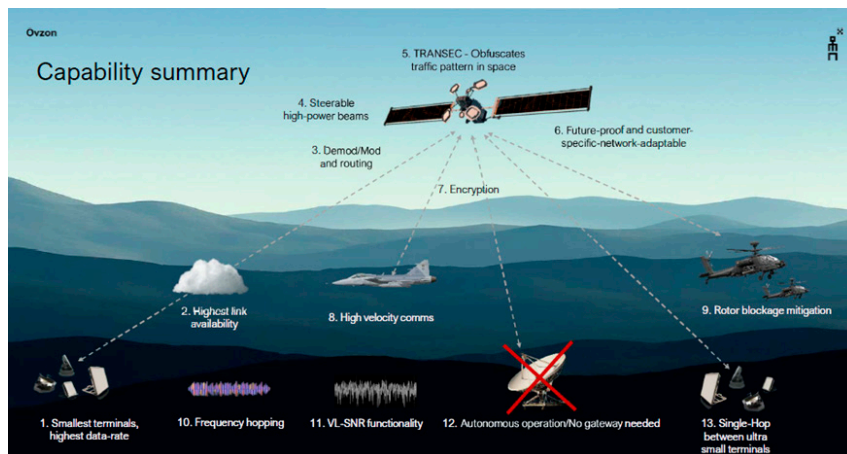 Ovzon
OBC
Capability summary
5. TRANSEC - Obfuscates
traffic pattern in space
4. Steerable
high-power beams
3. Demod/Mod
and routing
6. Future-proof and customer-
specific-network-adaptable
7. Encryption
2. Highest link
availability
8. High velocity comms
9. Rotor blockage mitigation
1. Smallest terminals,
highest data-rate
10. Frequency hopping
11. VL-SNR functionality
12. Autonomous operation/No gateway needed
13. Single-Hop
between ultra
small terminals